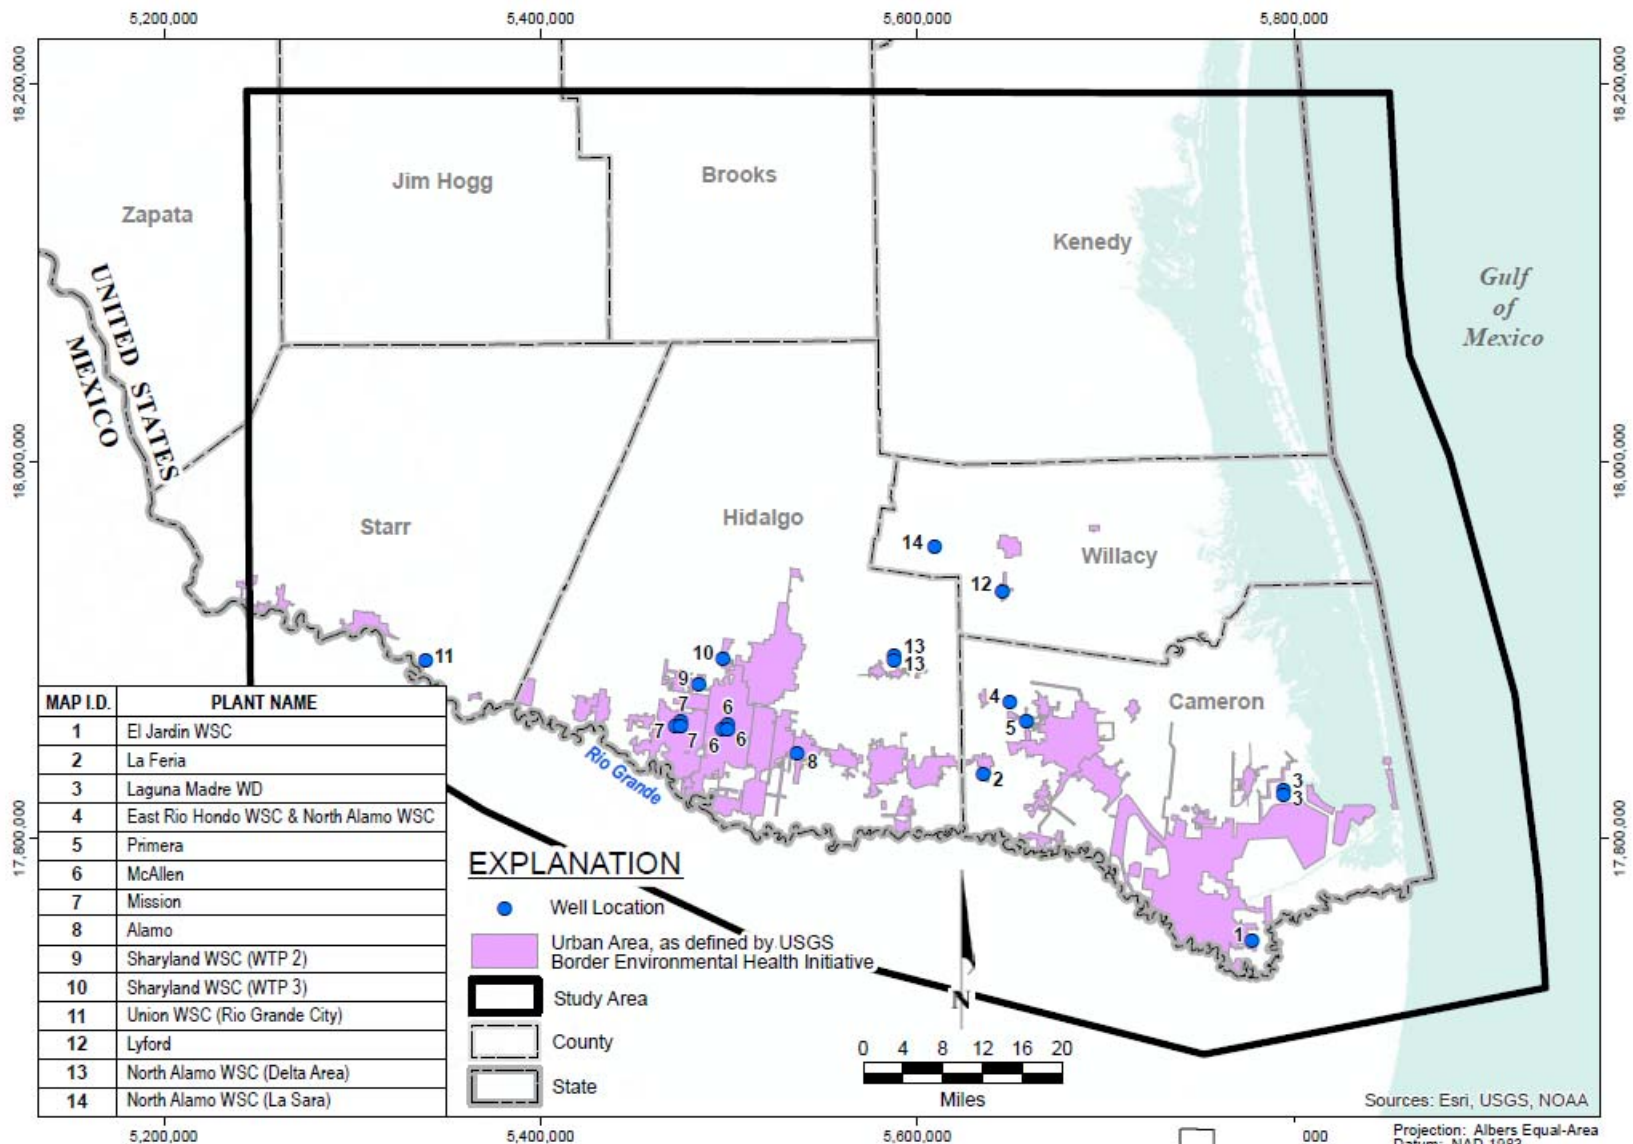 5,200,000 5,400,000 5,600,000 5,800,000
18,200,000 18,200,000
Zapata
Jim Hogg
Brooks
Kenedy
Gulf
of
Mexico
UNITED STATES
MEXICO
18,000,000 18,000,000
Starr
Hidalgo
Willacy
14
12
13
13
11
10
9
7
7
7
6
6
6
8
4
5
2
Cameron
3
3
1
Rio Grande
17,800,000 17,800,000
MAP I.D. PLANT NAME
1 El Jardin WSC
2 La Feria
3 Laguna Madre WD
4 East Rio Hondo WSC & North Alamo WSC
5 Primera
6 McAllen
7 Mission
8 Alamo
9 Sharyland WSC (WTP 2)
10 Sharyland WSC (WTP 3)
11 Union WSC (Rio Grande City)
12 Lyford
13 North Alamo WSC (Delta Area)
14 North Alamo WSC (La Sara)
EXPLANATION
Well Location
Urban Area, as defined by USGS
Border Environmental Health Initiative
Study Area
County
State
N
0 4 8 12 16 20
Miles
Sources: Esri, USGS, NOAA
5,200,000 5,400,000 5,600,000 000
Projection: Albers Equal-Area
Datum: NAD 1983